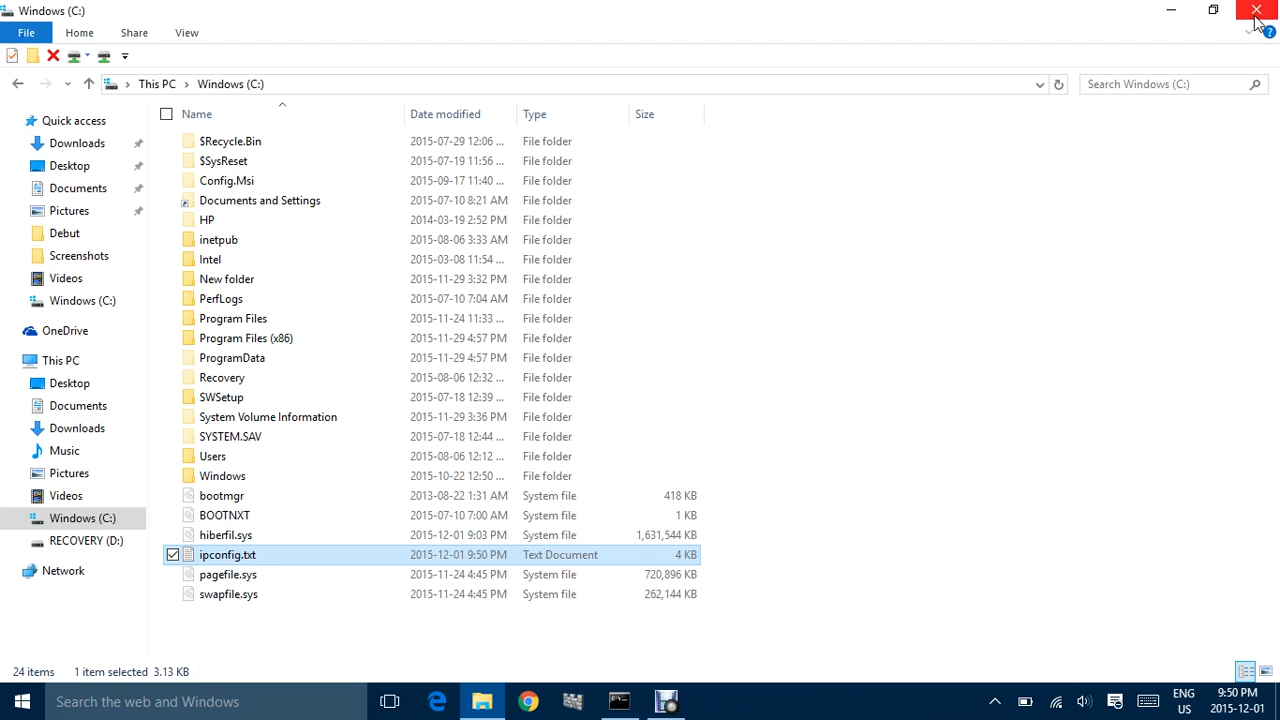 Windows (C:)
File Home Share View
This PC Windows (C:) Search Windows (C:)
Name Date modified Type Size
Quick access
Downloads
Desktop
Documents
Pictures
Debut
Screenshots
Videos
Windows (C:)
OneDrive
This PC
Desktop
Documents
Downloads
Music
Pictures
Videos
Windows (C:)
RECOVERY (D:)
Network
$Recycle.Bin 2015-07-29 12:06 ... File folder
$SysReset 2015-07-19 11:56 ... File folder
Config.Msi 2015-09-17 11:40 ... File folder
Documents and Settings 2015-07-10 8:21 AM File folder
HP 2014-03-19 2:52 PM File folder
inetpub 2015-08-06 3:33 AM File folder
Intel 2015-03-08 11:54 ... File folder
New folder 2015-11-29 3:32 PM File folder
PerfLogs 2015-07-10 7:04 AM File folder
Program Files 2015-11-24 11:33 ... File folder
Program Files (x86) 2015-11-29 4:57 PM File folder
ProgramData 2015-11-29 4:57 PM File folder
Recovery 2015-08-06 12:32 ... File folder
SWSetup 2015-07-18 12:39 ... File folder
System Volume Information 2015-11-29 3:36 PM File folder
SYSTEM.SAV 2015-07-18 12:44 ... File folder
Users 2015-08-06 12:12 ... File folder
Windows 2015-10-22 12:50 ... File folder
bootmgr 2013-08-22 1:31 AM System file 418 KB
BOOTNXT 2015-07-10 7:00 AM System file 1 KB
hiberfil.sys 2015-12-01 9:03 PM System file 1,631,544 KB
ipconfig.txt 2015-12-01 9:50 PM Text Document 4 KB
pagefile.sys 2015-11-24 4:45 PM System file 720,896 KB
swapfile.sys 2015-11-24 4:45 PM System file 262,144 KB
24 items 1 item selected 3.13 KB
Search the web and Windows
ENG
US
9:50 PM
2015-12-01